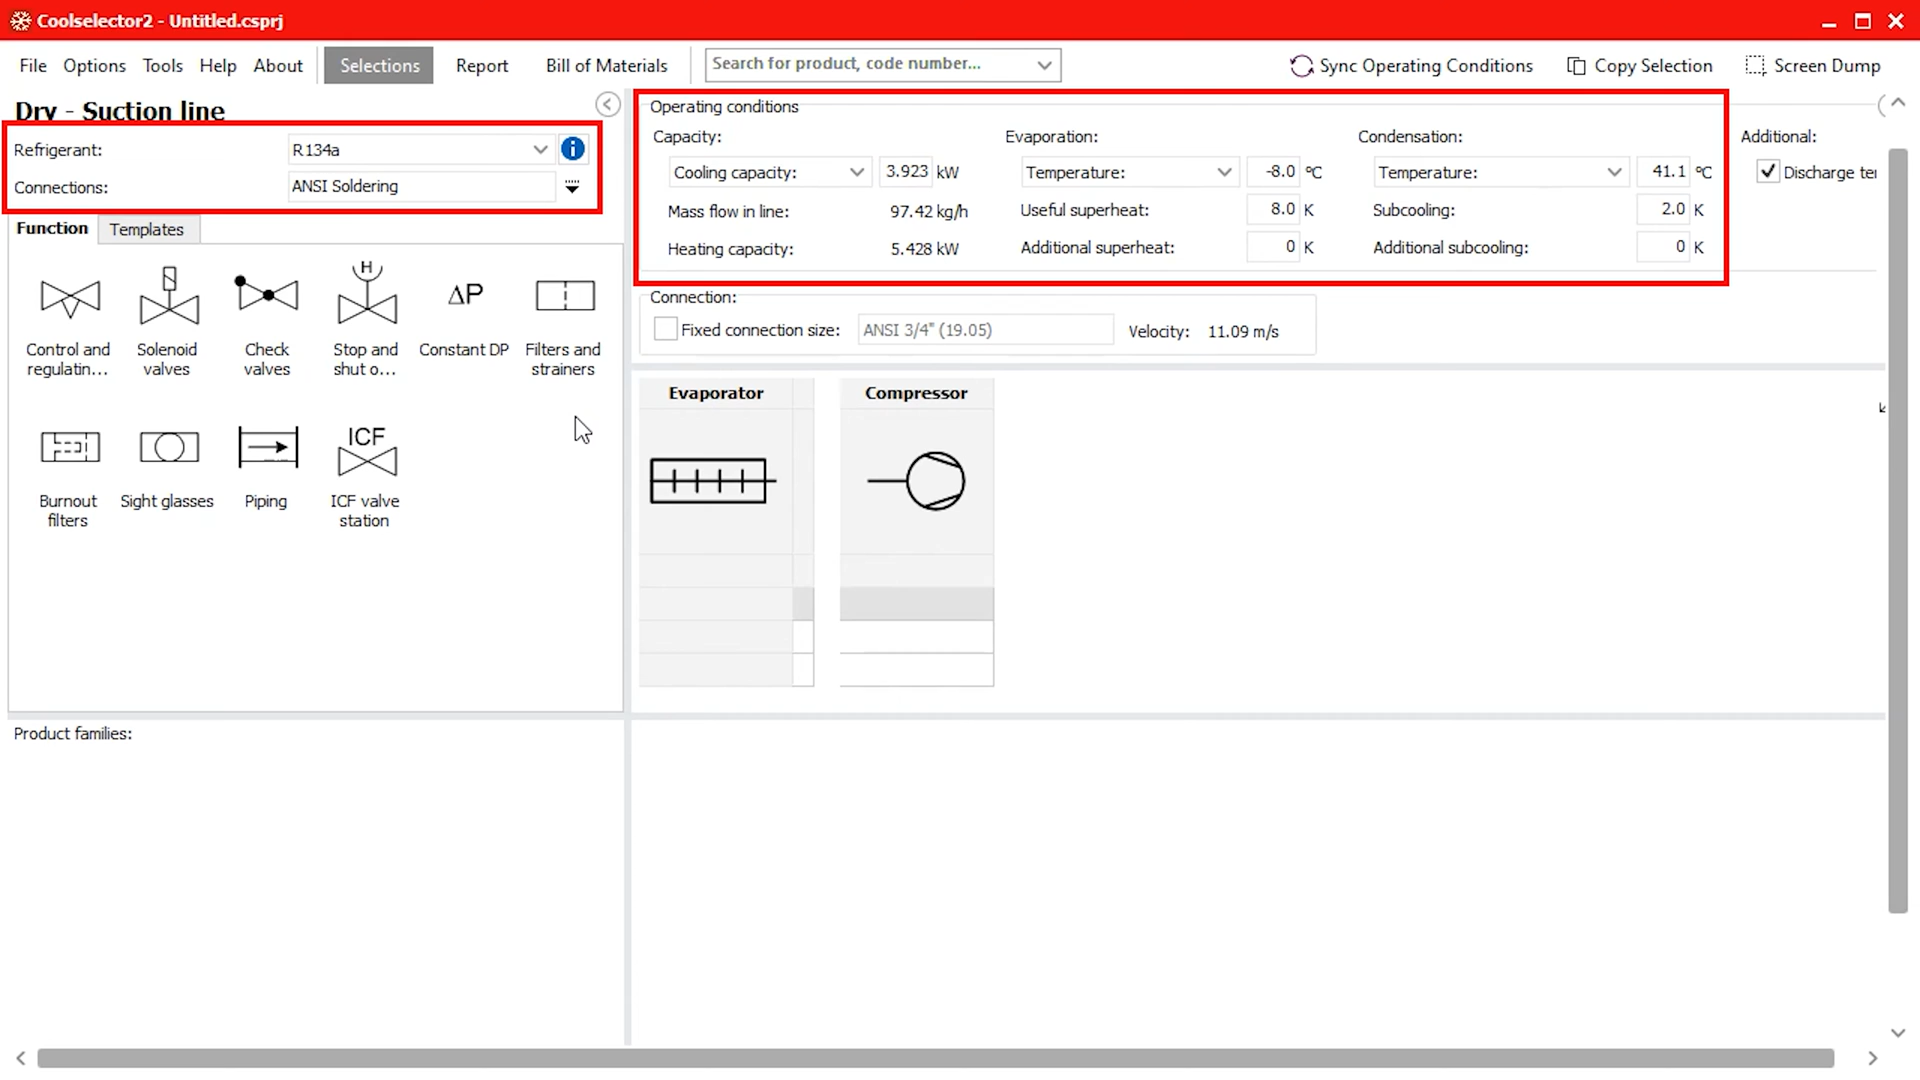 Coolselector2 - Untitled.csprj
File Options Tools Help About Selections Report Bill of Materials Search for product, code number... Sync Operating Conditions Copy Selection Screen Dump
Dry - Suction line
Refrigerant: R134a
Connections: ANSI Soldering
Function Templates
Control and regulatin...
Solenoid valves
Check valves
Stop and shut o...
ΔP
Constant DP
Filters and strainers
H
Burnout filters
Sight glasses
Piping
ICF
ICF valve station
Product families:
Operating conditions
Capacity: Evaporation: Condensation: Additional:
Cooling capacity: 3.923 kW Temperature: -8.0 °C Temperature: 41.1 °C Discharge ter
Mass flow in line: 97.42 kg/h Useful superheat: 8.0 K Subcooling: 2.0 K
Heating capacity: 5.428 kW Additional superheat: 0 K Additional subcooling: 0 K
Connection:
Fixed connection size: ANSI 3/4" (19.05) Velocity: 11.09 m/s
Evaporator Compressor